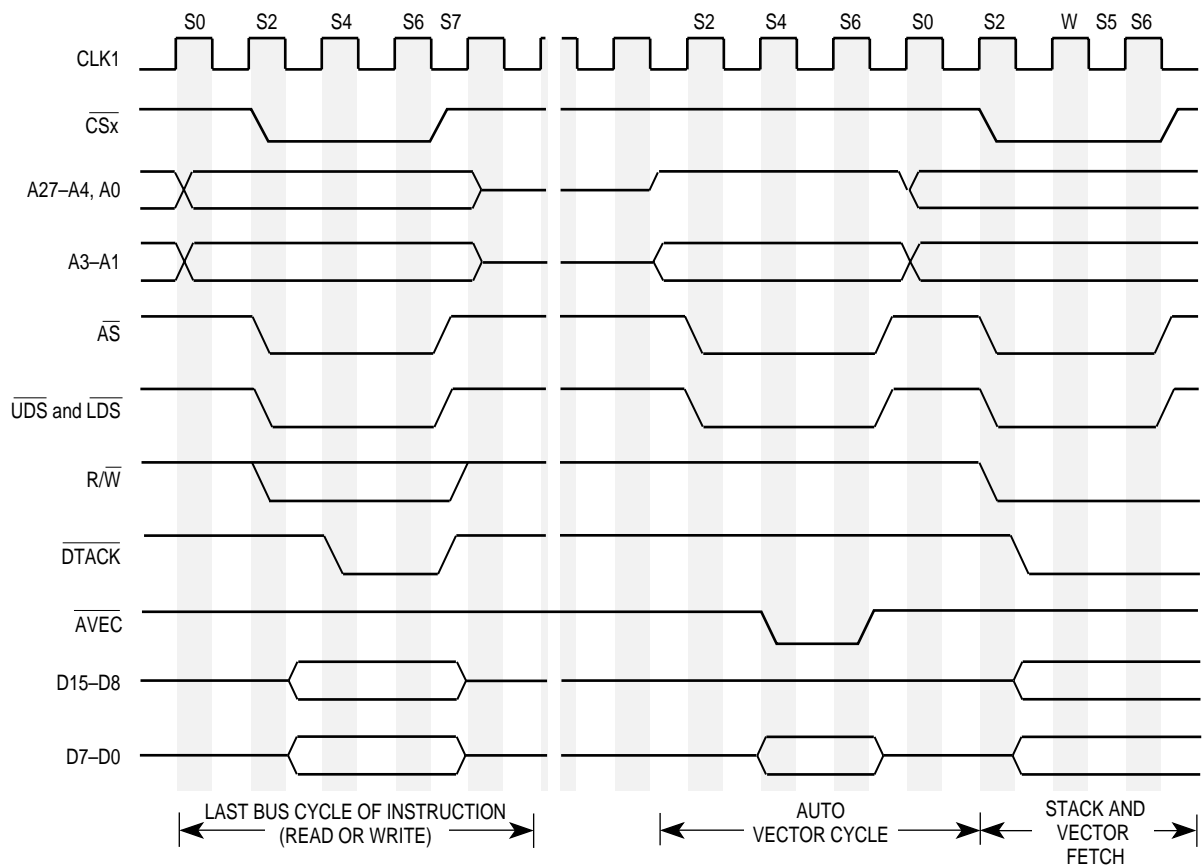 S0 S2 S4 S6 S7 S2 S4 S6 S0 S2 W S5 S6
CLK1
CSx
A27–A4, A0
A3–A1
AS
UDS and LDS
R/W
DTACK
AVEC
D15–D8
D7–D0
LAST BUS CYCLE OF INSTRUCTION
(READ OR WRITE)
AUTO
VECTOR CYCLE
STACK AND
VECTOR
FETCH